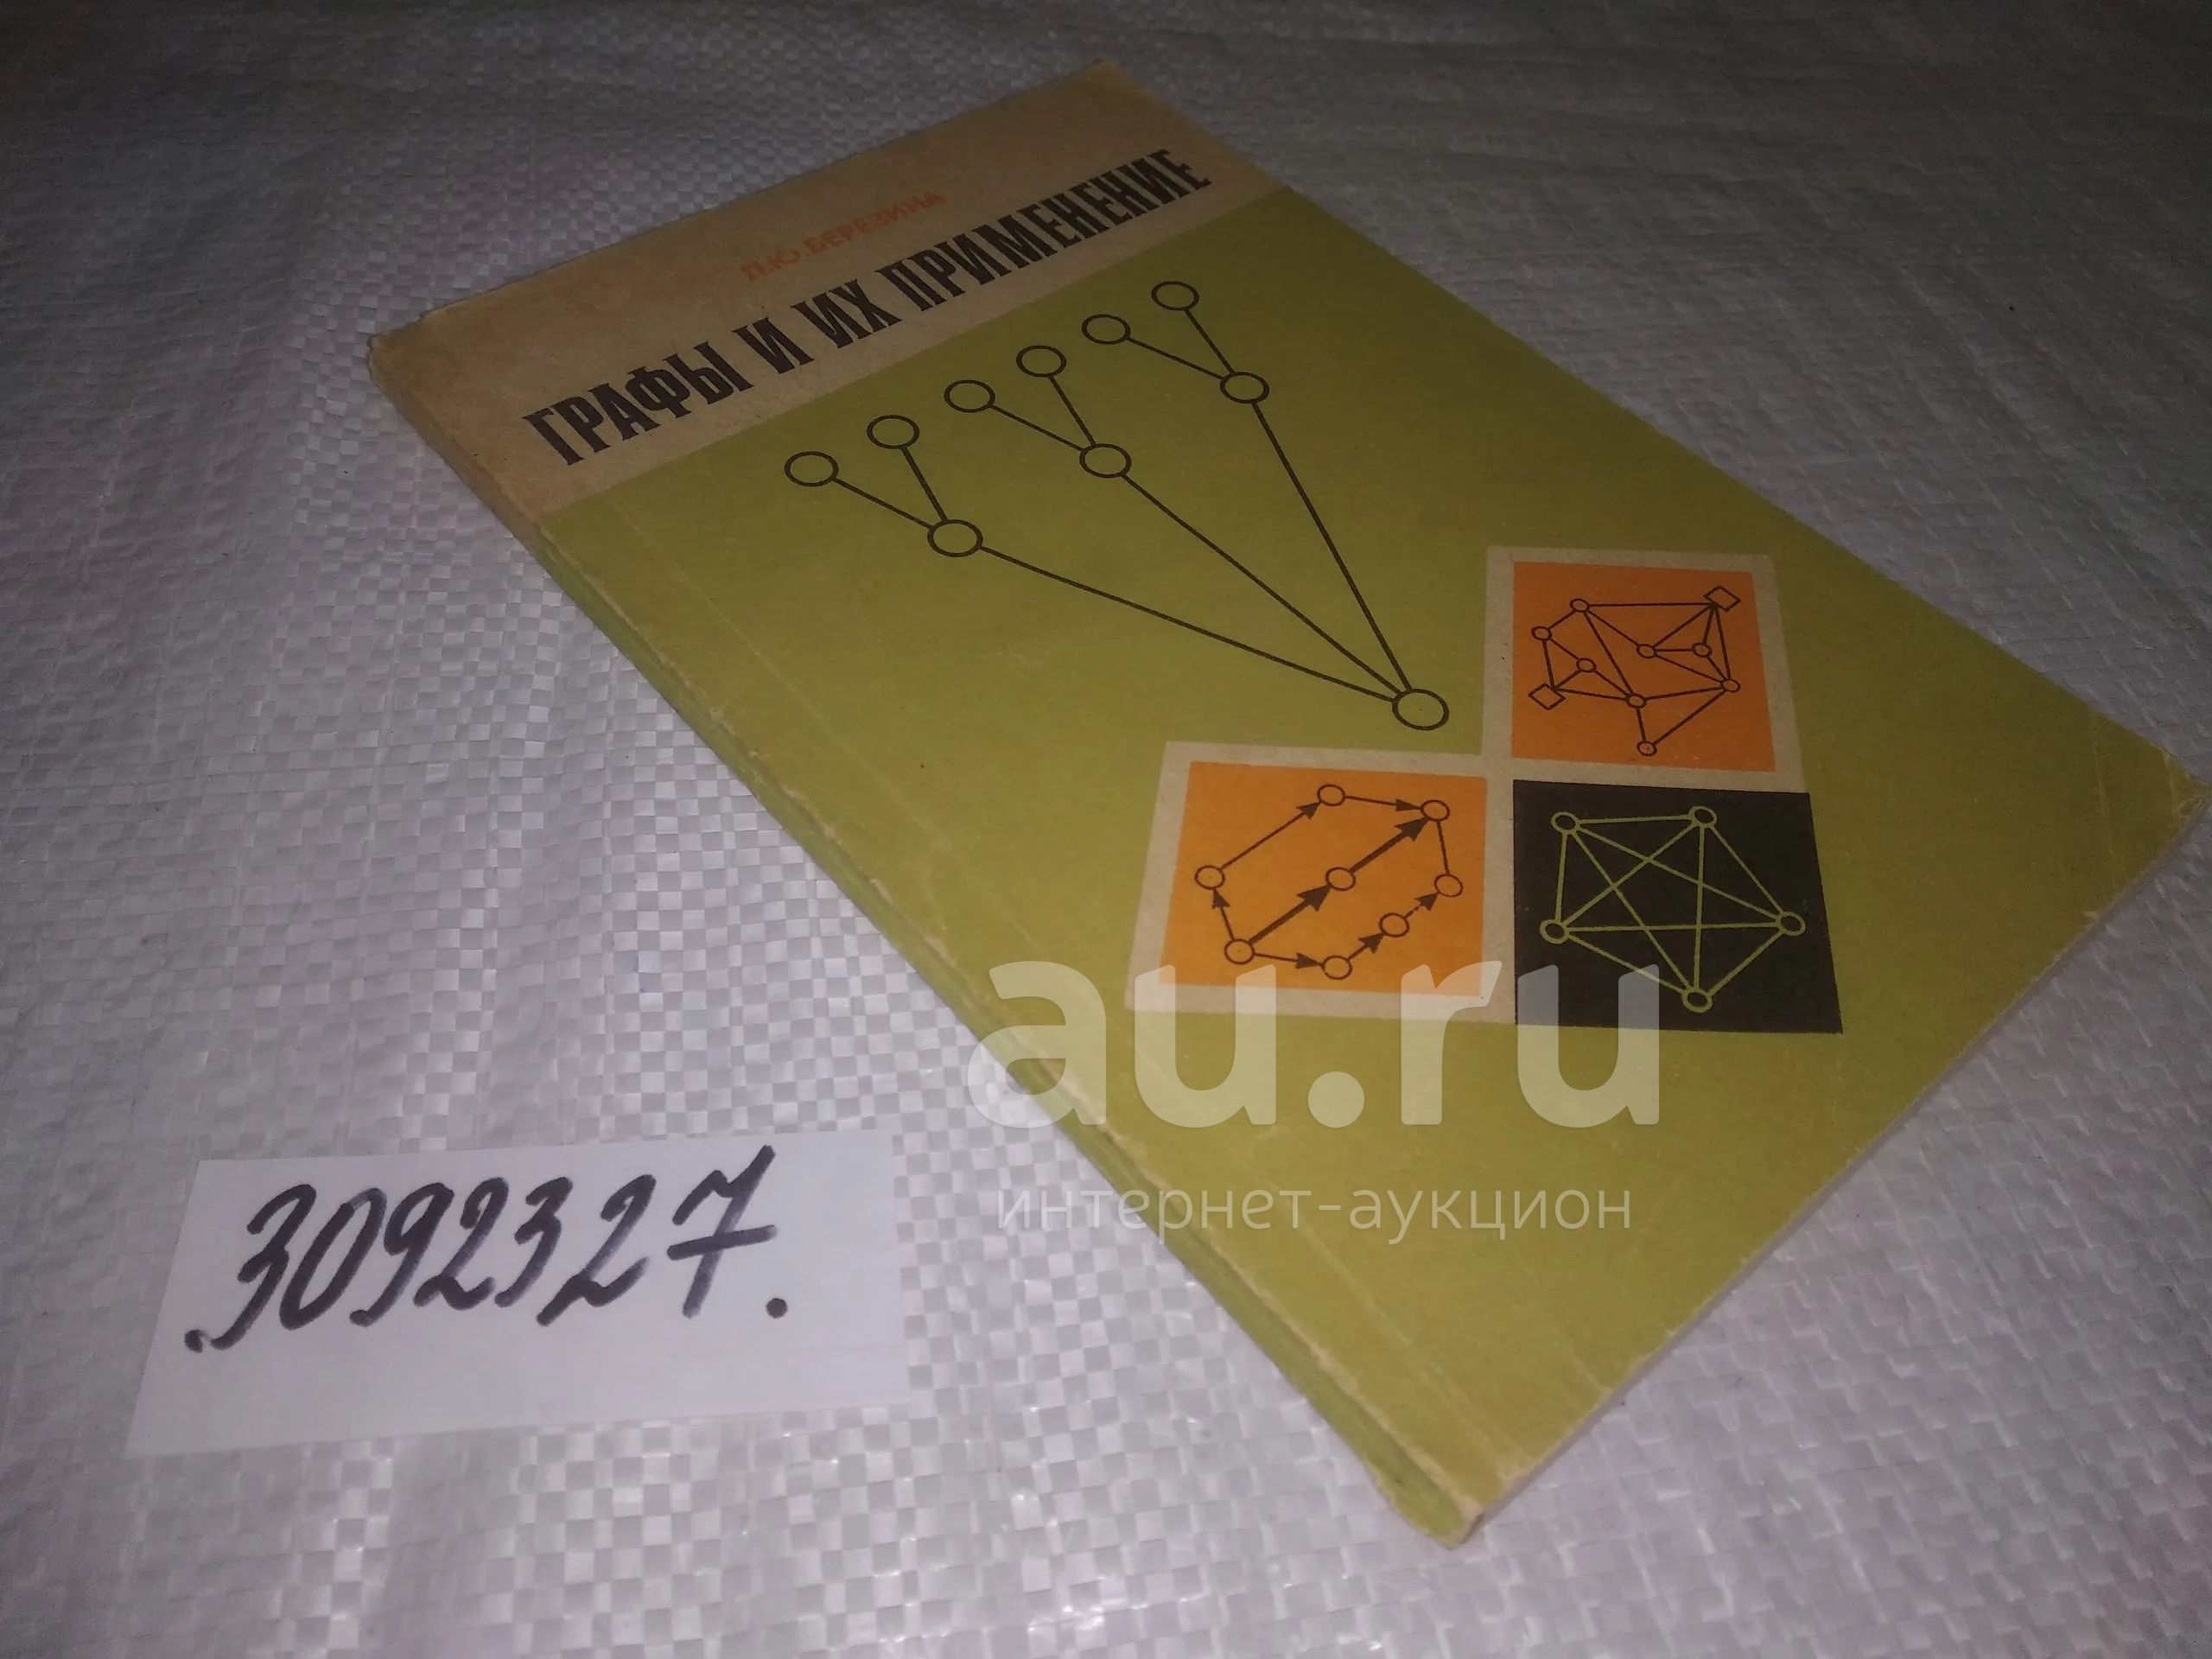 Л.Ю.БЕРЕЗИНА
ГРАФЫ И ИХ ПРИМЕНЕНИЕ
au.ru
интернет-аукцион
.3092327.